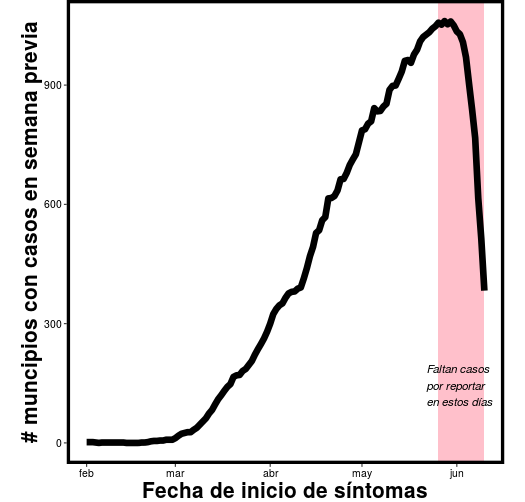 # muncipios con casos en semana previa
900
600
300
0
Faltan casos
por reportar
en estos días
feb mar abr may jun
Fecha de inicio de síntomas